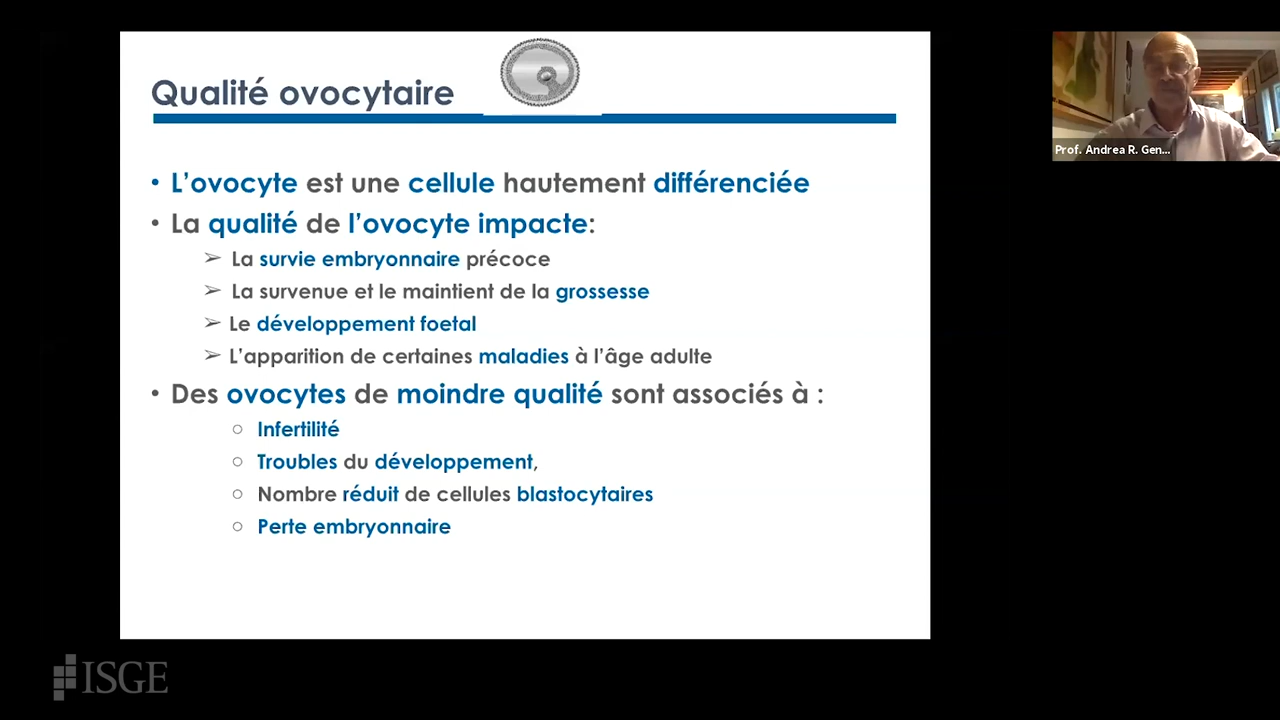 Qualité ovocytaire
• L'ovocyte est une cellule hautement différenciée
• La qualité de l'ovocyte impacte:
➢ La survie embryonnaire précoce
➢ La survenue et le maintient de la grossesse
➢ Le développement foetal
➢ L'apparition de certaines maladies à l'âge adulte
• Des ovocytes de moindre qualité sont associés à :
○ Infertilité
○ Troubles du développement,
○ Nombre réduit de cellules blastocytaires
○ Perte embryonnaire
Prof. Andrea R. Gen...
ISGE